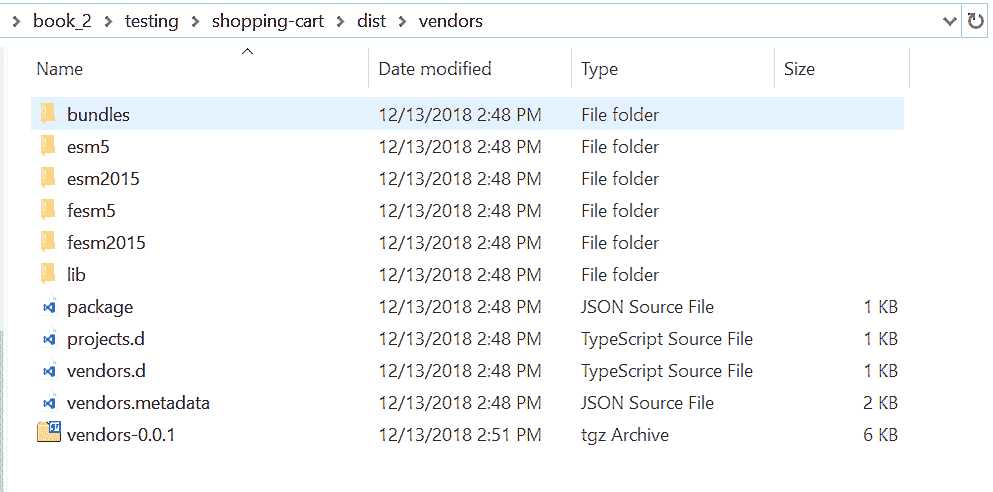 book_2 testing shopping-cart dist vendors
Name Date modified Type Size
bundles 12/13/2018 2:48 PM File folder
esm5 12/13/2018 2:48 PM File folder
esm2015 12/13/2018 2:48 PM File folder
fesm5 12/13/2018 2:48 PM File folder
fesm2015 12/13/2018 2:48 PM File folder
lib 12/13/2018 2:48 PM File folder
package 12/13/2018 2:48 PM JSON Source File 1 KB
projects.d 12/13/2018 2:48 PM TypeScript Source File 1 KB
vendors.d 12/13/2018 2:48 PM TypeScript Source File 1 KB
vendors.metadata 12/13/2018 2:48 PM JSON Source File 2 KB
vendors-0.0.1 12/13/2018 2:51 PM tgz Archive 6 KB